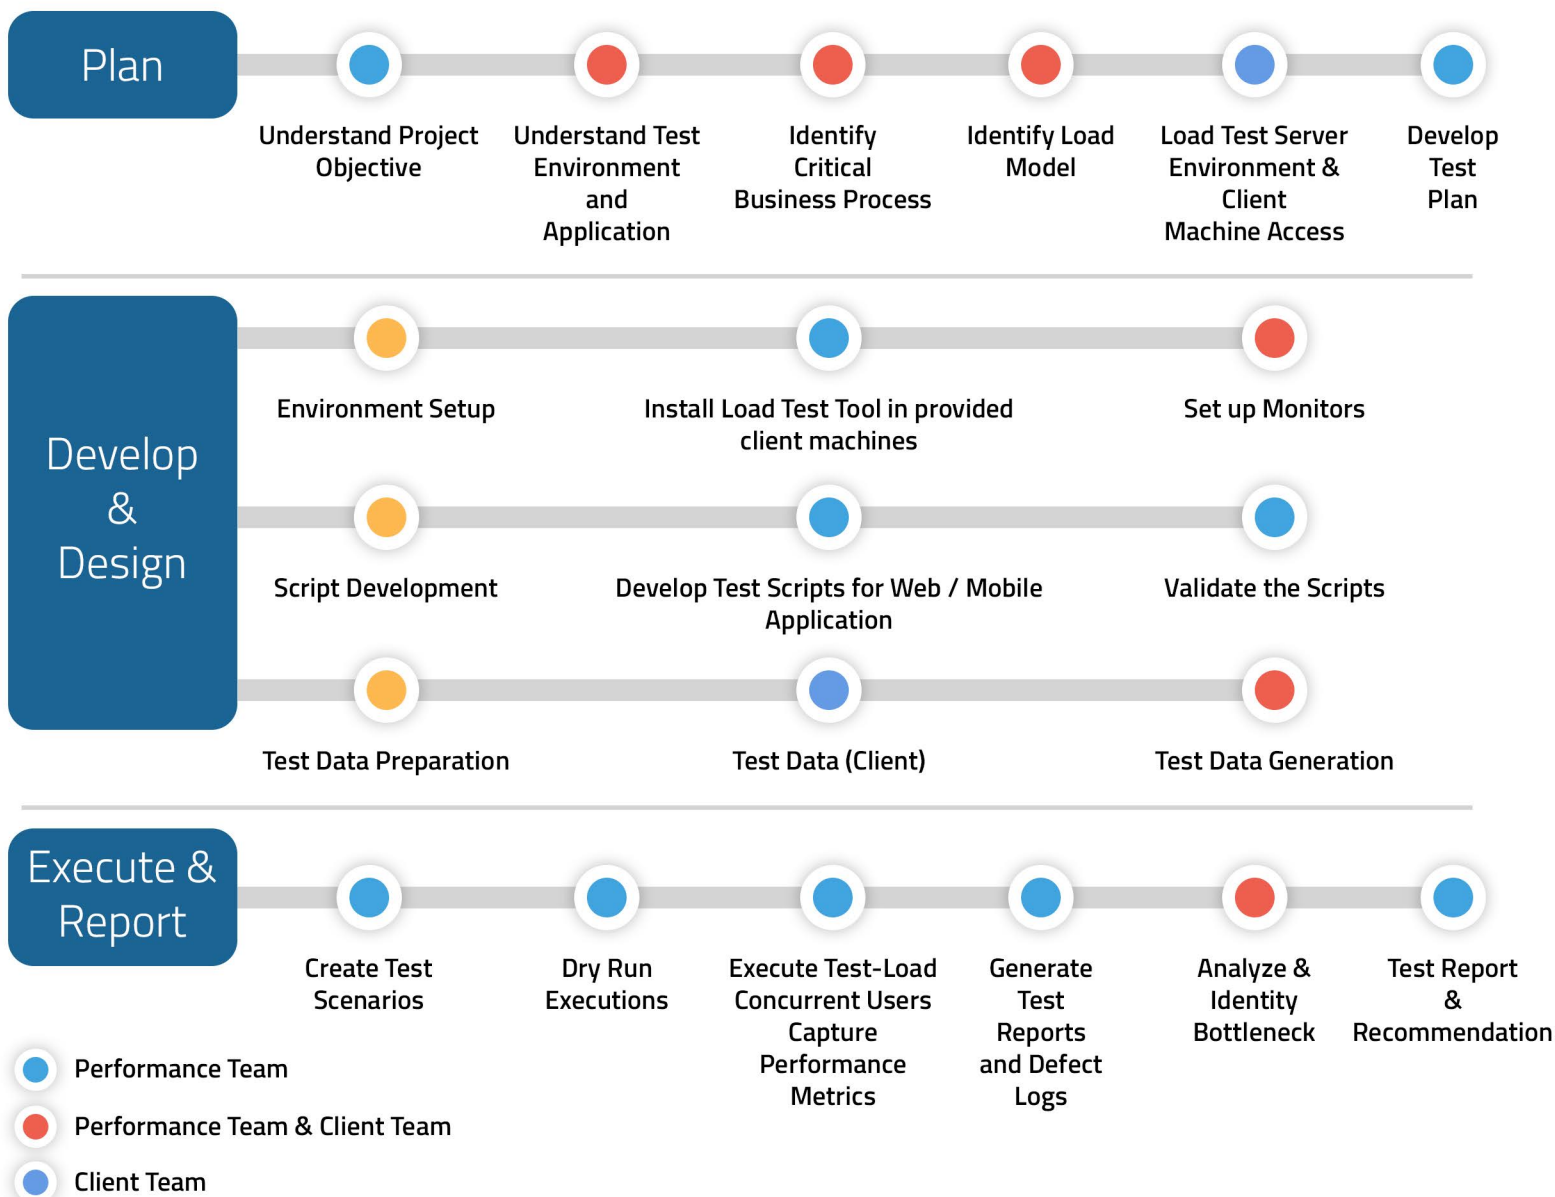 Plan
Understand Project
Objective
Understand Test
Environment
and
Application
Identify
Critical
Business Process
Identify Load
Model
Load Test Server
Environment &
Client
Machine Access
Develop
Test
Plan
Develop
&
Design
Environment Setup
Install Load Test Tool in provided
client machines
Set up Monitors
Script Development
Develop Test Scripts for Web / Mobile
Application
Validate the Scripts
Test Data Preparation
Test Data (Client)
Test Data Generation
Execute &
Report
Create Test
Scenarios
Dry Run
Executions
Execute Test-Load
Concurrent Users
Capture
Performance
Metrics
Generate
Test
Reports
and Defect
Logs
Analyze &
Identity
Bottleneck
Test Report
&
Recommendation
Performance Team
Performance Team & Client Team
Client Team